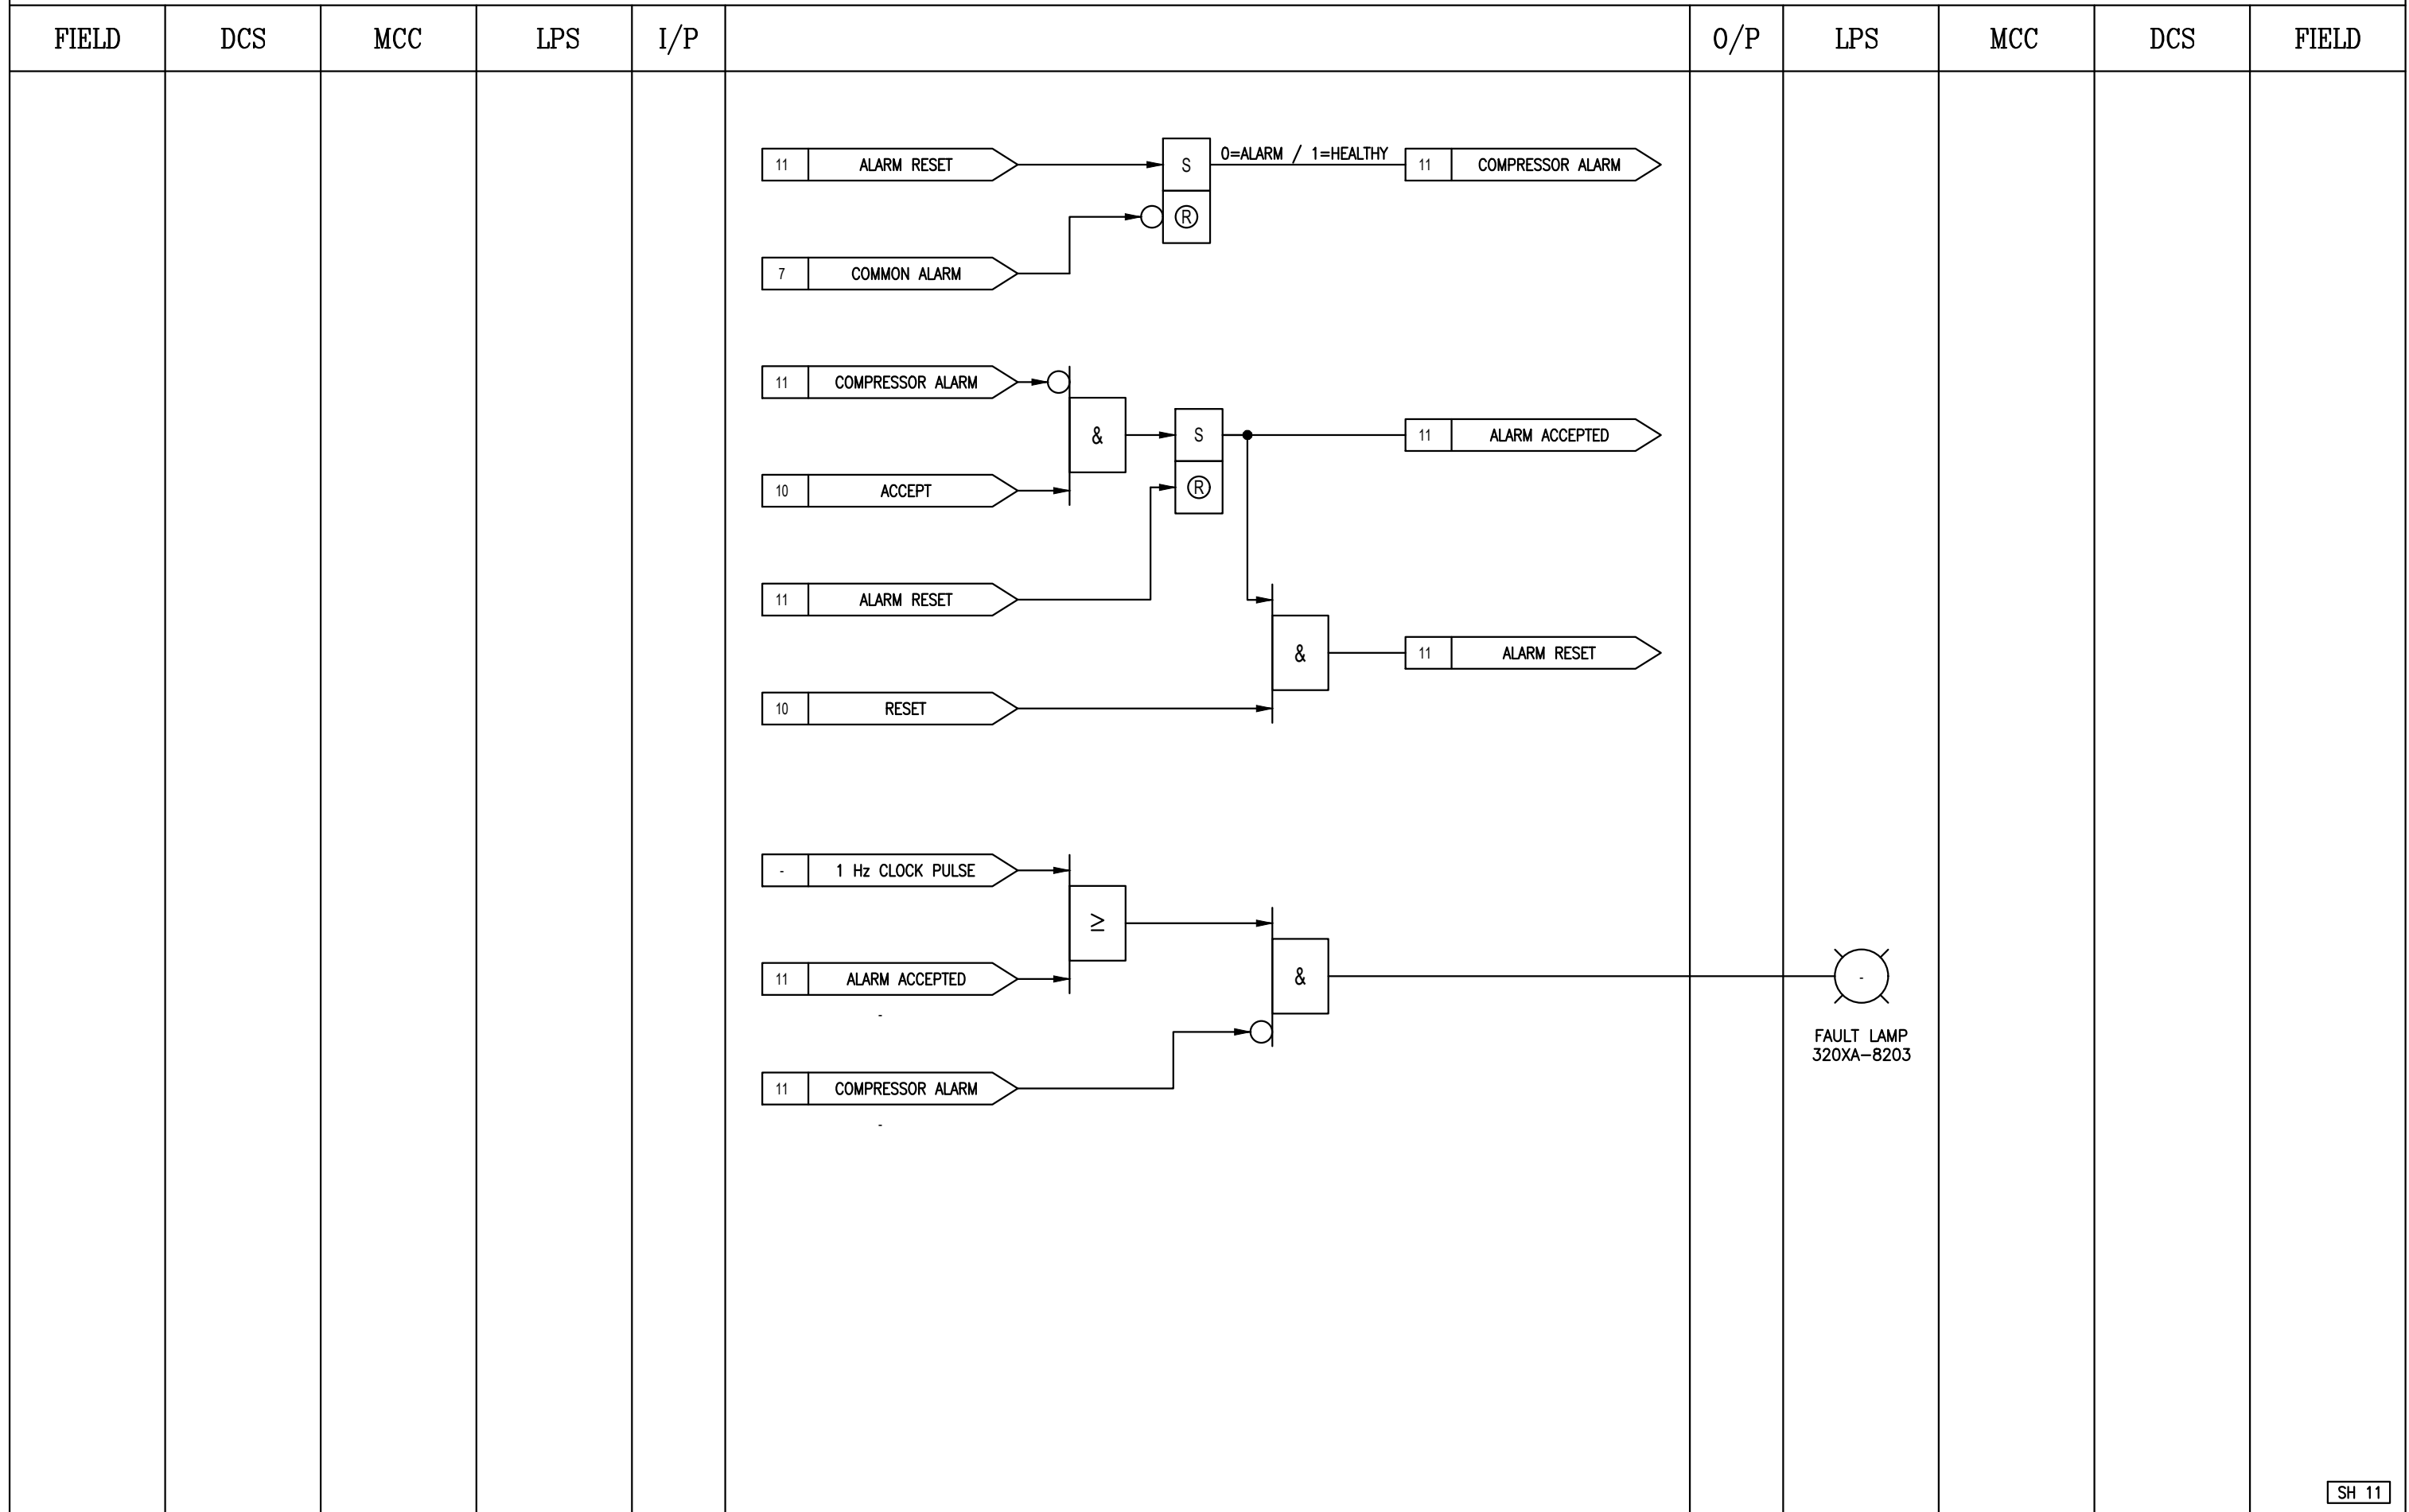 FIELD DCS MCC LPS I/P O/P LPS MCC DCS FIELD
11 ALARM RESET S 0=ALARM / 1=HEALTHY 11 COMPRESSOR ALARM
R
7 COMMON ALARM
11 COMPRESSOR ALARM
& S 11 ALARM ACCEPTED
10 ACCEPT R
11 ALARM RESET
& 11 ALARM RESET
10 RESET
- 1 Hz CLOCK PULSE
≥
11 ALARM ACCEPTED & -
-
FAULT LAMP
320XA-8203
11 COMPRESSOR ALARM
-
SH 11